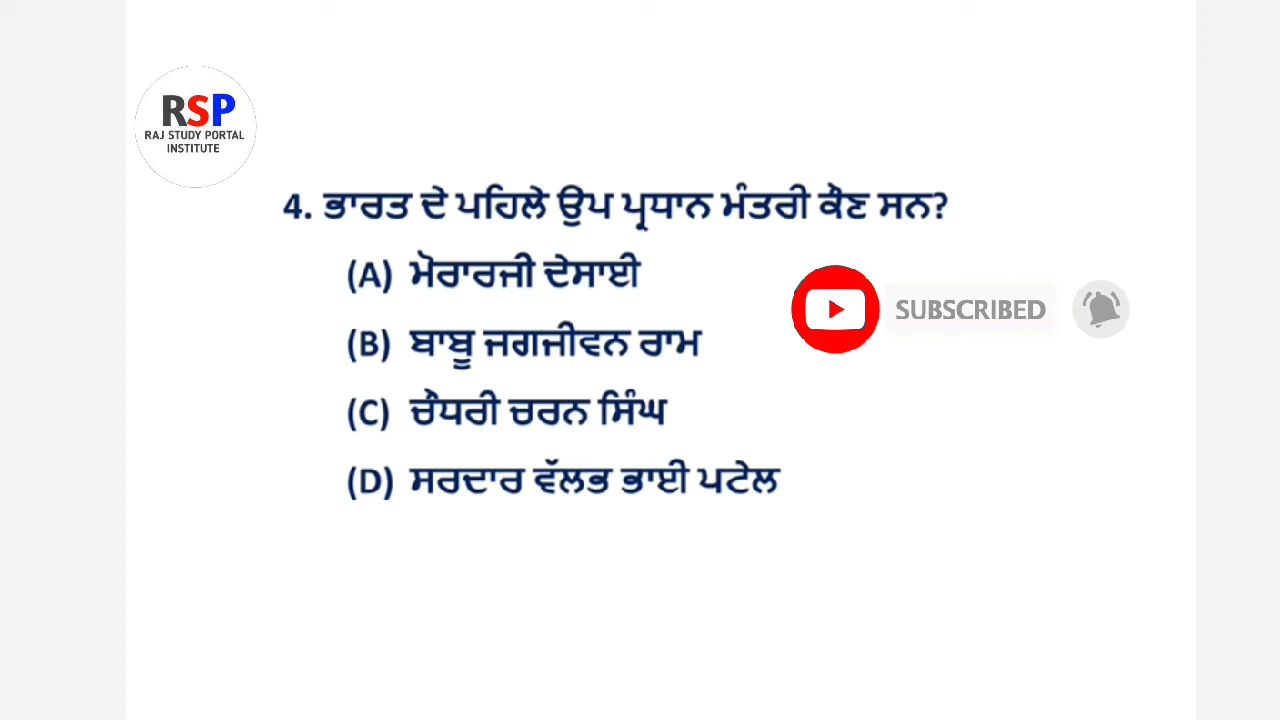 RSP
RAJ STUDY PORTAL
INSTITUTE
4. ਭਾਰਤ ਦੇ ਪਹਿਲੇ ਉਪ ਪ੍ਰਧਾਨ ਮੰਤਰੀ ਕੌਣ ਸਨ?
(A) ਮੋਰਾਰਜੀ ਦੇਸਾਈ
SUBSCRIBED
(B) ਬਾਬੂ ਜਗਜੀਵਨ ਰਾਮ
(C) ਚੌਧਰੀ ਚਰਨ ਸਿੰਘ
(D) ਸਰਦਾਰ ਵੱਲਭ ਭਾਈ ਪਟੇਲ